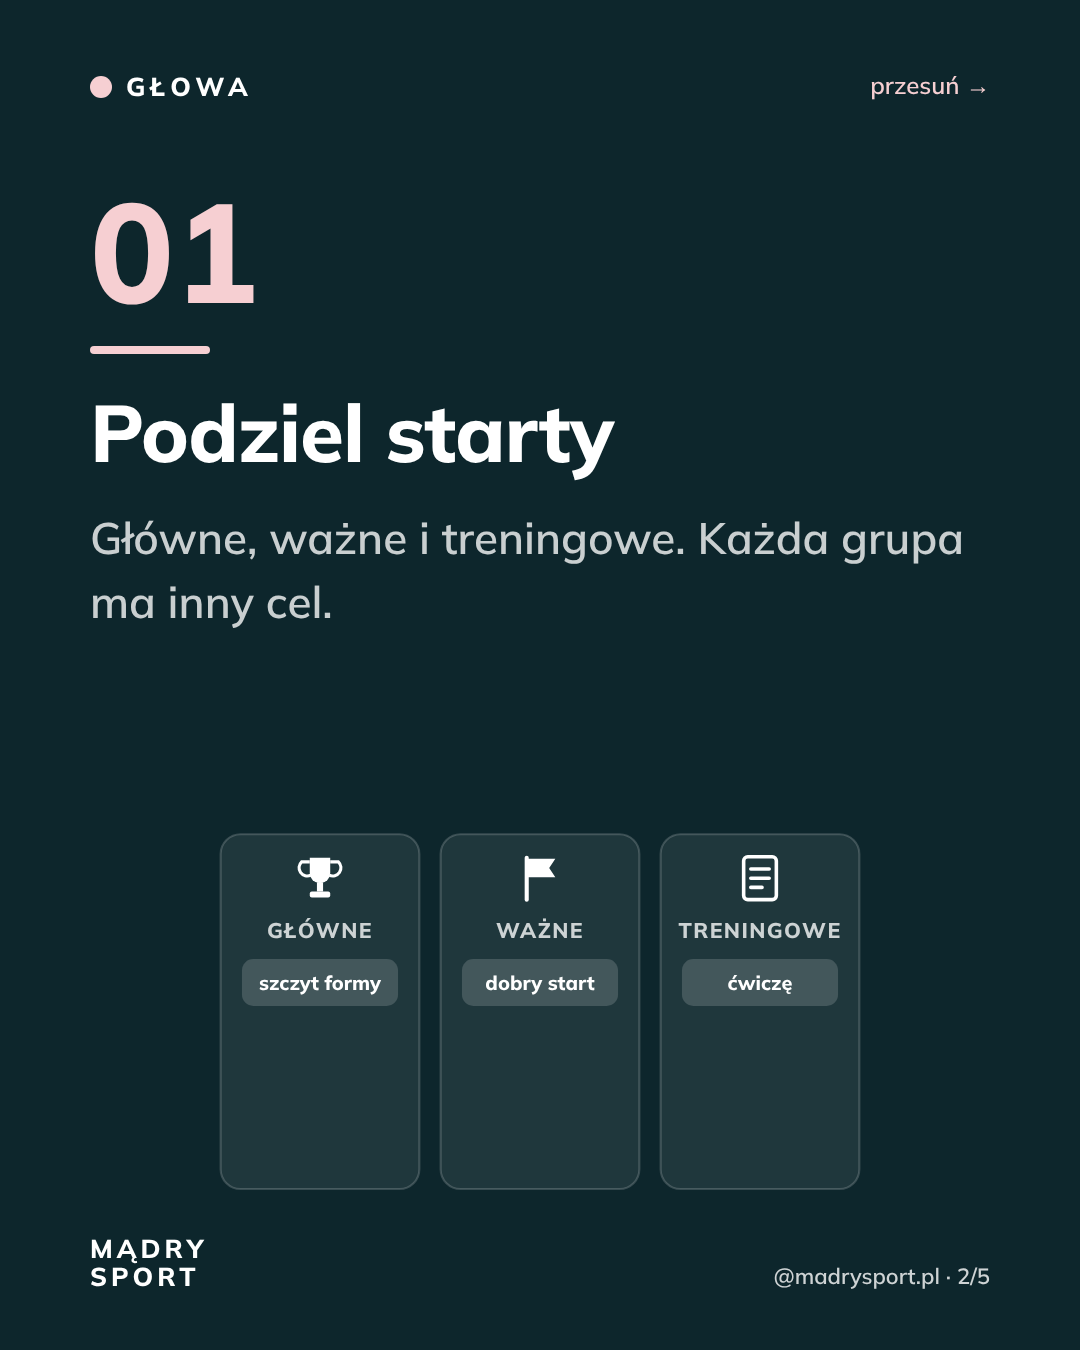 GŁOWA
przesuń →
01
Podziel starty
Główne, ważne i treningowe. Każda grupa
ma inny cel.
GŁÓWNE
szczyt formy
WAŻNE
dobry start
TRENINGOWE
ćwiczę
MĄDRY
SPORT
@madrysport.pl · 2/5